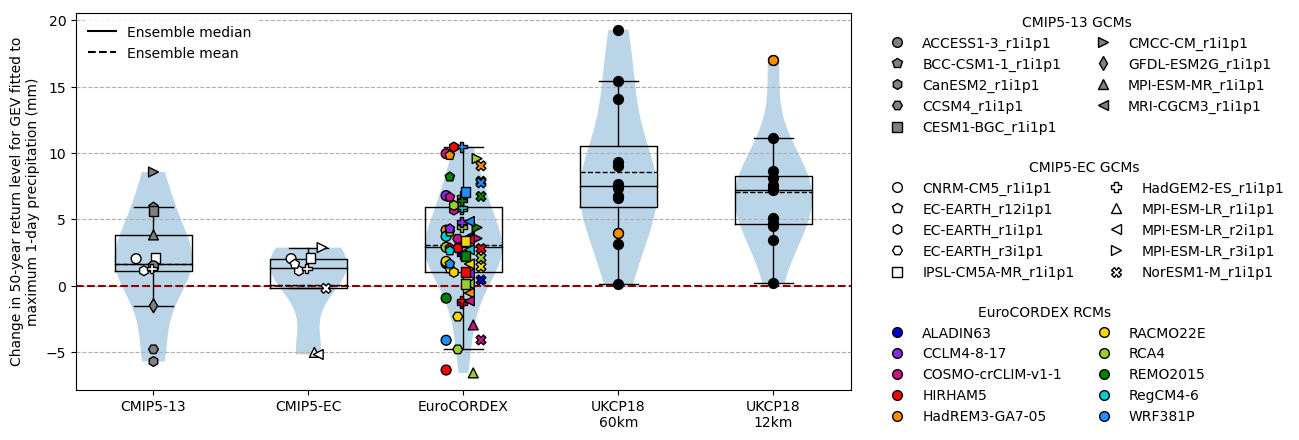 Change in 50-year return level for GEV fitted to
maximum 1-day precipitation (mm)
20
15
10
5
0
−5
Ensemble median
Ensemble mean
CMIP5-13
CMIP5-EC
EuroCORDEX
UKCP18
60km
UKCP18
12km
CMIP5-13 GCMs
ACCESS1-3_r1i1p1
BCC-CSM1-1_r1i1p1
CanESM2_r1i1p1
CCSM4_r1i1p1
CESM1-BGC_r1i1p1
CMCC-CM_r1i1p1
GFDL-ESM2G_r1i1p1
MPI-ESM-MR_r1i1p1
MRI-CGCM3_r1i1p1
CMIP5-EC GCMs
CNRM-CM5_r1i1p1
EC-EARTH_r12i1p1
EC-EARTH_r1i1p1
EC-EARTH_r3i1p1
IPSL-CM5A-MR_r1i1p1
HadGEM2-ES_r1i1p1
MPI-ESM-LR_r1i1p1
MPI-ESM-LR_r2i1p1
MPI-ESM-LR_r3i1p1
NorESM1-M_r1i1p1
EuroCORDEX RCMs
ALADIN63
CCLM4-8-17
COSMO-crCLIM-v1-1
HIRHAM5
HadREM3-GA7-05
RACMO22E
RCA4
REMO2015
RegCM4-6
WRF381P